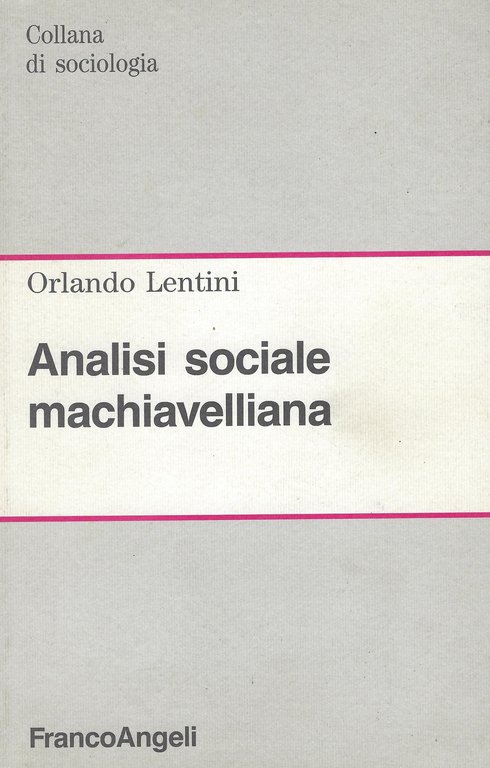 Collana
di sociologia
Orlando Lentini
Analisi sociale
machiavelliana
FrancoAngeli